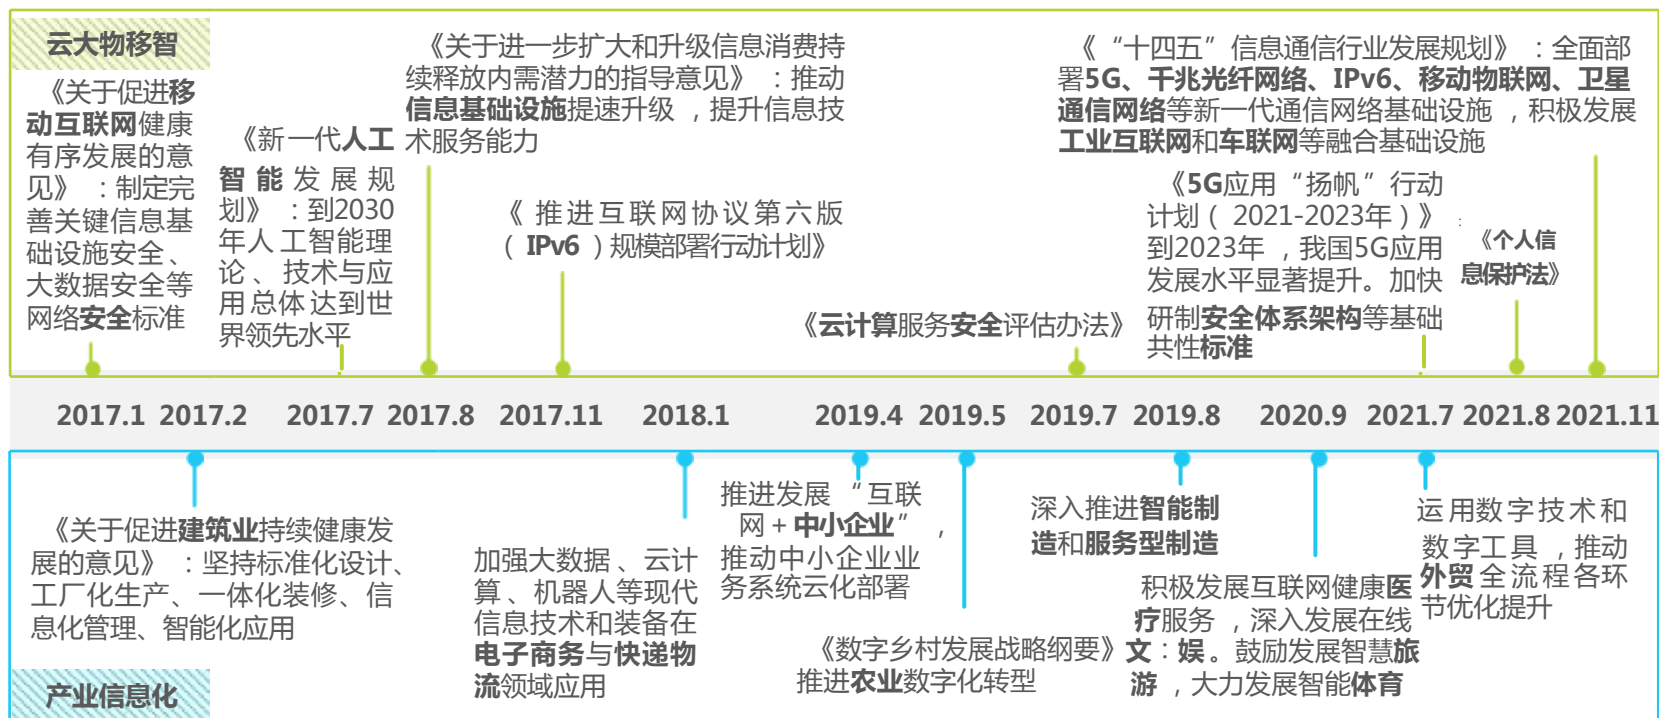 云大物移智
《关于促进移
动互联网健康
有序发展的意
见》：制定完
善关键信息基
础设施安全、
大数据安全等
网络安全标准
《新一代人工
智能发展规
划》：到2030
年人工智能理
论、技术与应
用总体达到世
界领先水平
《关于进一步扩大和升级信息消费持
续释放内需潜力的指导意见》：推动
信息基础设施提速升级，提升信息技
术服务能力
《推进互联网协议第六版
（IPv6）规模部署行动计划》
《云计算服务安全评估办法》
《“十四五”信息通信行业发展规划》：全面部
署5G、千兆光纤网络、IPv6、移动物联网、卫星
通信网络等新一代通信网络基础设施，积极发展
工业互联网和车联网等融合基础设施
《5G应用“扬帆”行动
计划（2021-2023年）》：
到2023年，我国5G应用
发展水平显著提升。加快
研制安全体系架构等基础
共性标准
《个人信
息保护法》
2017.1 2017.2 2017.7 2017.8 2017.11 2018.1 2019.4 2019.5 2019.7 2019.8 2020.9 2021.7 2021.8 2021.11
《关于促进建筑业持续健康发
展的意见》：坚持标准化设计、
工厂化生产、一体化装修、信
息化管理、智能化应用
加强大数据、云计
算、机器人等现代
信息技术和装备在
电子商务与快递物
流领域应用
推进发展“互联
网+中小企业”，
推动中小企业业
务系统云化部署
《数字乡村发展战略纲要》
推进农业数字化转型
深入推进智能制
造和服务型制造
积极发展互联网健康医
疗服务，深入发展在线
文：娱。鼓励发展智慧旅
游，大力发展智能体育
运用数字技术和
数字工具，推动
外贸全流程各环
节优化提升
产业信息化